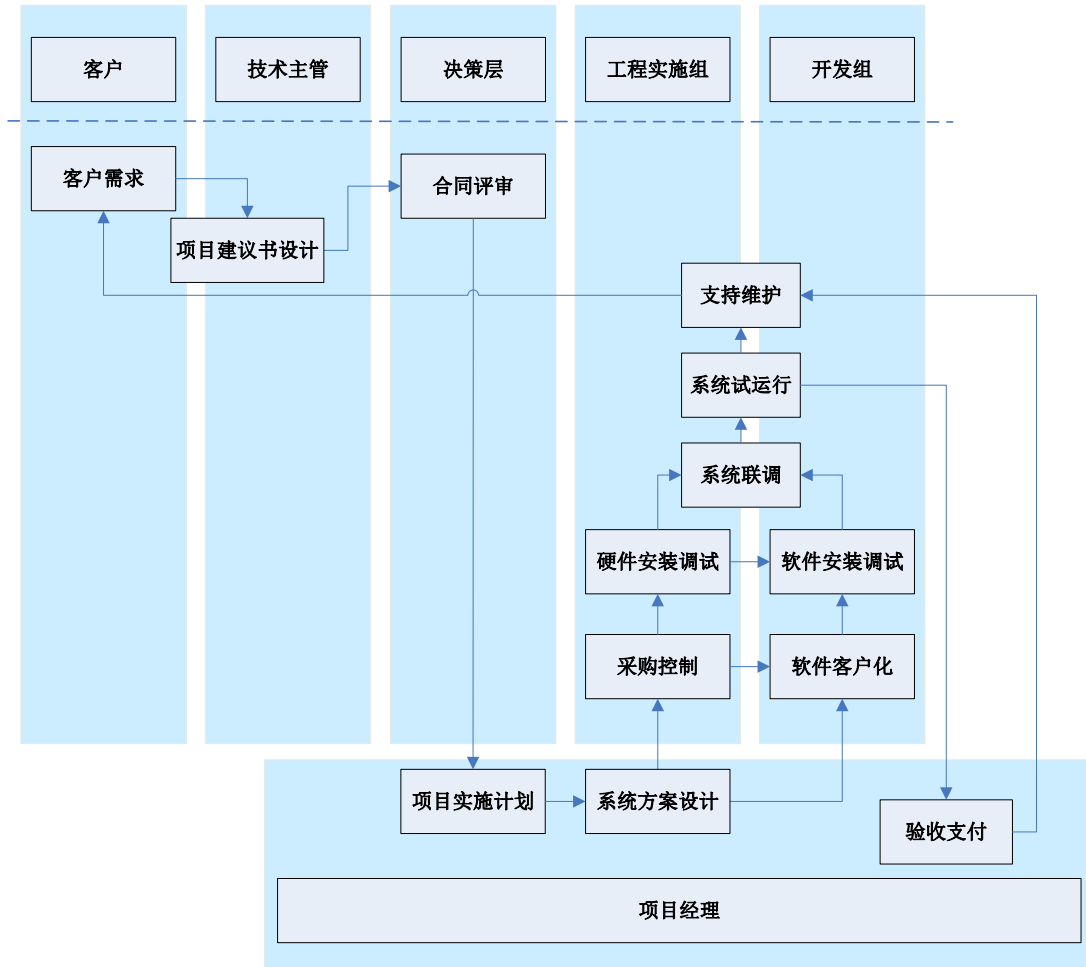 客户
技术主管
决策层
工程实施组
开发组
客户需求
合同评审
项目建议书设计
支持维护
系统试运行
系统联调
硬件安装调试
软件安装调试
采购控制
软件客户化
项目实施计划
系统方案设计
验收支付
项目经理